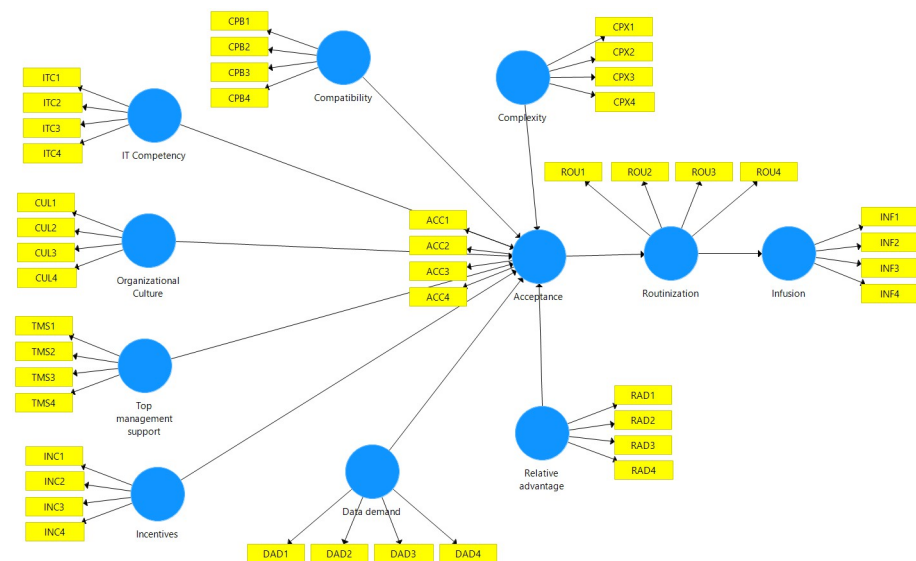 CPB1
CPB2
CPB3
CPB4
Compatibility
CPX1
CPX2
CPX3
CPX4
Complexity
ITC1
ITC2
ITC3
ITC4
IT Competency
ROU1
ROU2
ROU3
ROU4
Routinization
CUL1
CUL2
CUL3
CUL4
Organizational
Culture
ACC1
ACC2
ACC3
ACC4
Acceptance
INF1
INF2
INF3
INF4
Infusion
TMS1
TMS2
TMS3
TMS4
Top
management
support
RAD1
RAD2
RAD3
RAD4
Relative
advantage
INC1
INC2
INC3
INC4
Incentives
Data demand
DAD1
DAD2
DAD3
DAD4